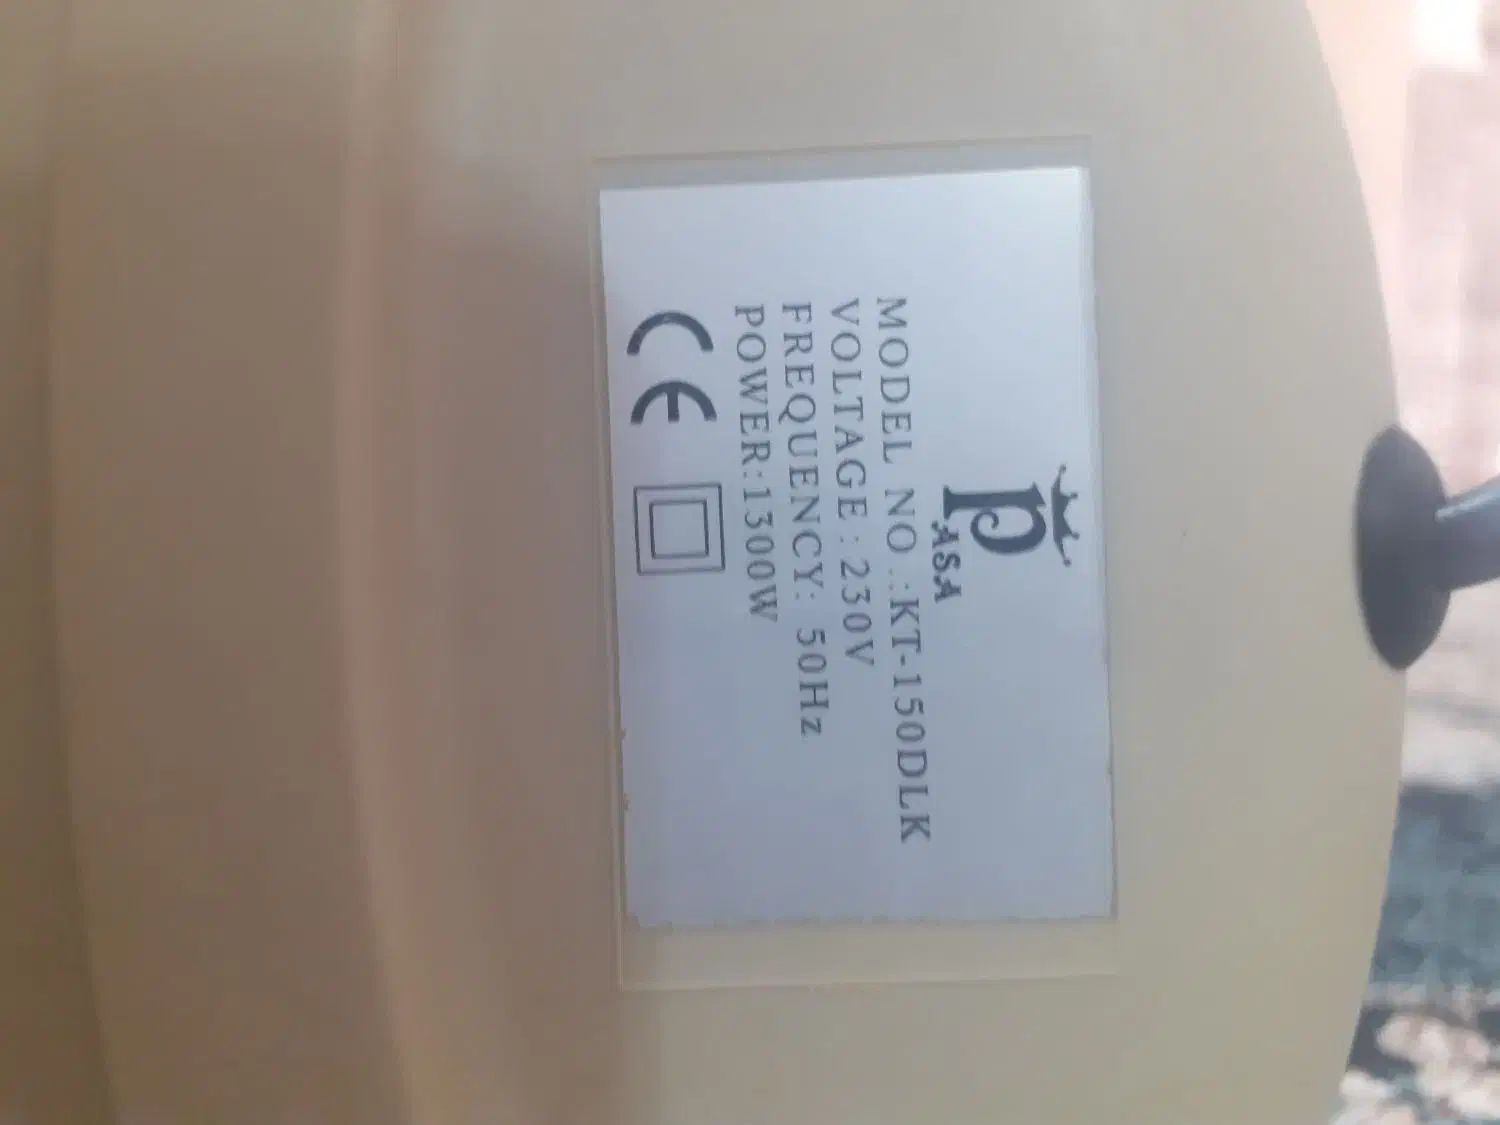 PASA
MODEL NO.:KT-150DLK
VOLTAGE: 230V
FREQUENCY: 50Hz
POWER:1300W
CE